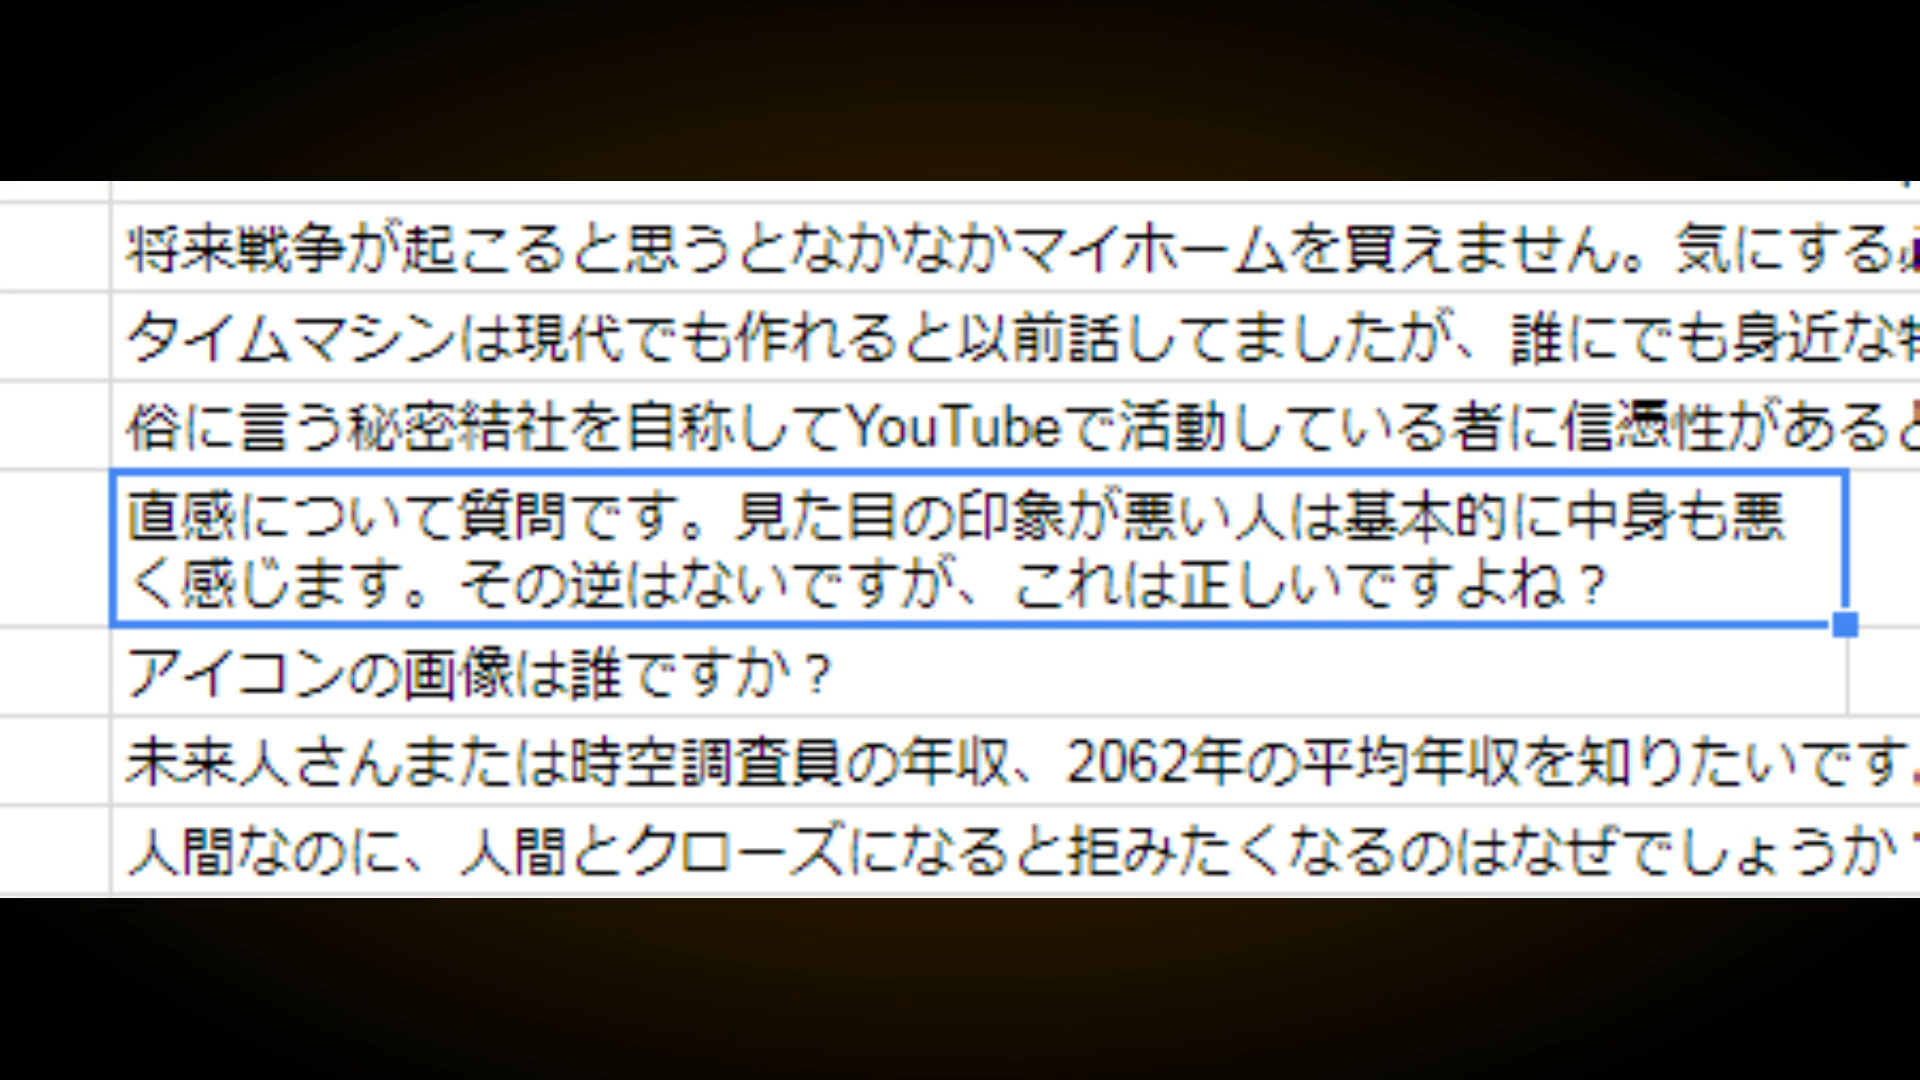 将来戦争が起こると思うとなかなかマイホームを買えません。気にする
タイムマシンは現代でも作れると以前話してましたが、誰にでも身近な
俗に言う秘密結社を自称してYouTubeで活動している者に信憑性がある
直感について質問です。見た目の印象が悪い人は基本的に中身も悪
く感じます。その逆はないですが、これは正しいですよね？
アイコンの画像は誰ですか？
未来人さんまたは時空調査員の年収、2062年の平均年収を知りたいです
人間なのに、人間とクローズになると拒みたくなるのはなぜでしょうか